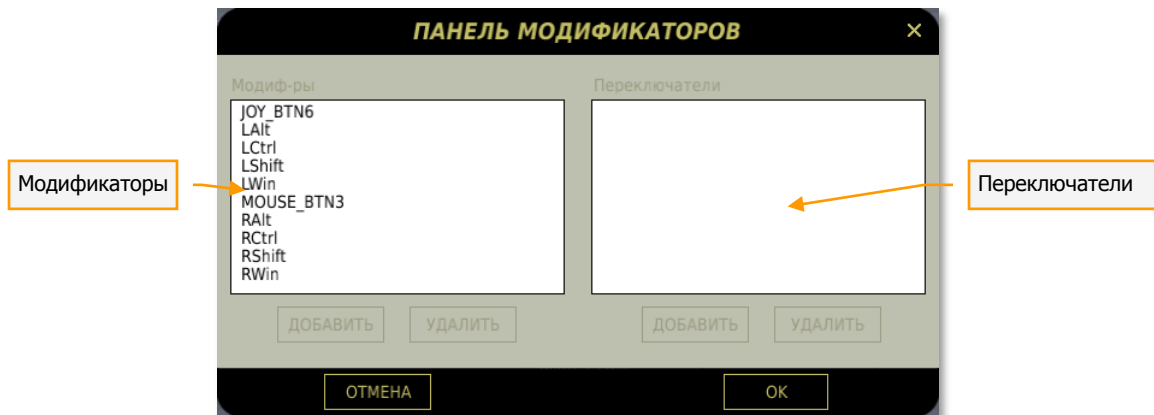 ПАНЕЛЬ МОДИФИКАТОРОВ ×
Модиф-ры
JOY_BTN6
LAlt
LCtrl
LShift
LWin
MOUSE_BTN3
RAlt
RCtrl
RShift
RWin
ДОБАВИТЬ УДАЛИТЬ
Переключатели
ДОБАВИТЬ УДАЛИТЬ
ОТМЕНА OK
Модификаторы
Переключатели